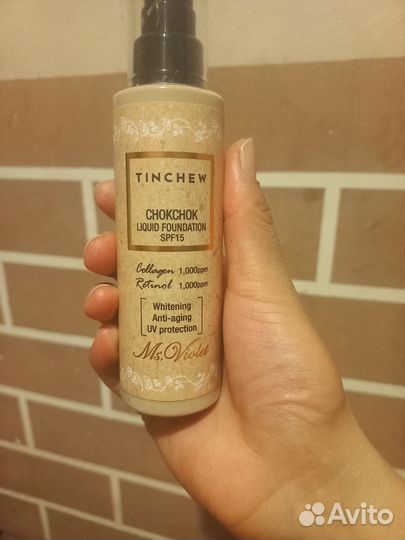 TINCHEW
CHOKCHOK
LIQUID FOUNDATION
SPF15
Collagen 1,000ppm
Retinol 1,000ppm
Whitening
Anti-aging
UV protection
Ms.Violet
Avito